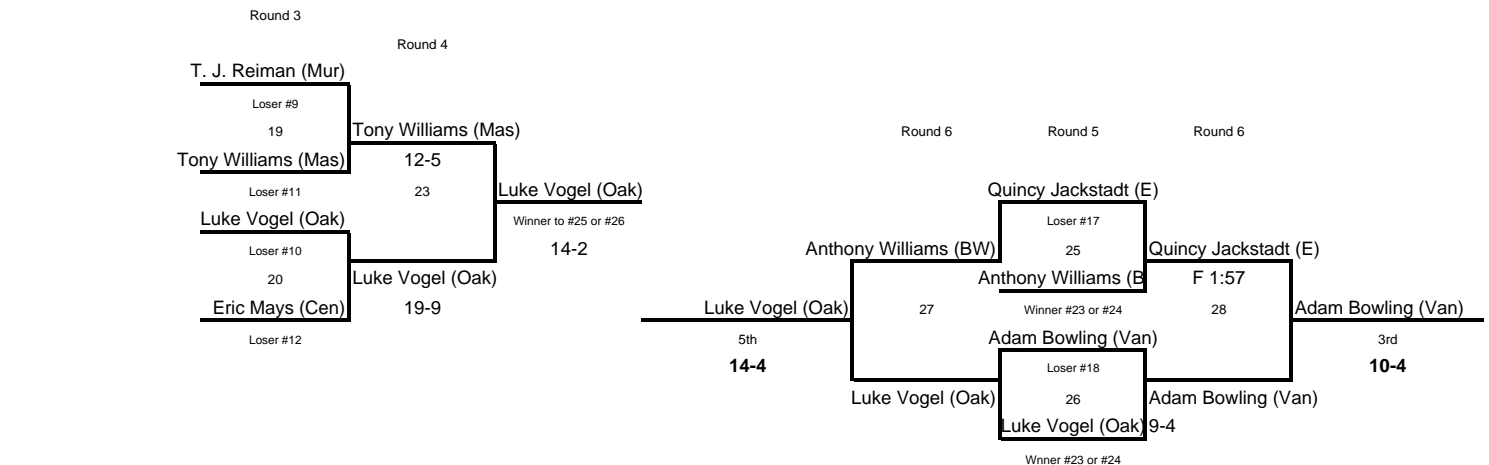 Round 3
Round 4
T. J. Reiman (Mur)
Loser #9
19
Tony Williams (Mas)
Tony Williams (Mas)
12-5
Loser #11
23
Luke Vogel (Oak)
Luke Vogel (Oak)
Winner to #25 or #26
Loser #10
14-2
20
Luke Vogel (Oak)
Eric Mays (Cen)
19-9
Loser #12
Round 6
Round 5
Round 6
Quincy Jackstadt (E)
Loser #17
Anthony Williams (BW)
25
Quincy Jackstadt (E)
Anthony Williams (B
F 1:57
Luke Vogel (Oak)
27
Winner #23 or #24
28
Adam Bowling (Van)
5th
Adam Bowling (Van)
3rd
14-4
Loser #18
10-4
Luke Vogel (Oak)
26
Adam Bowling (Van)
Luke Vogel (Oak)
9-4
Wnner #23 or #24